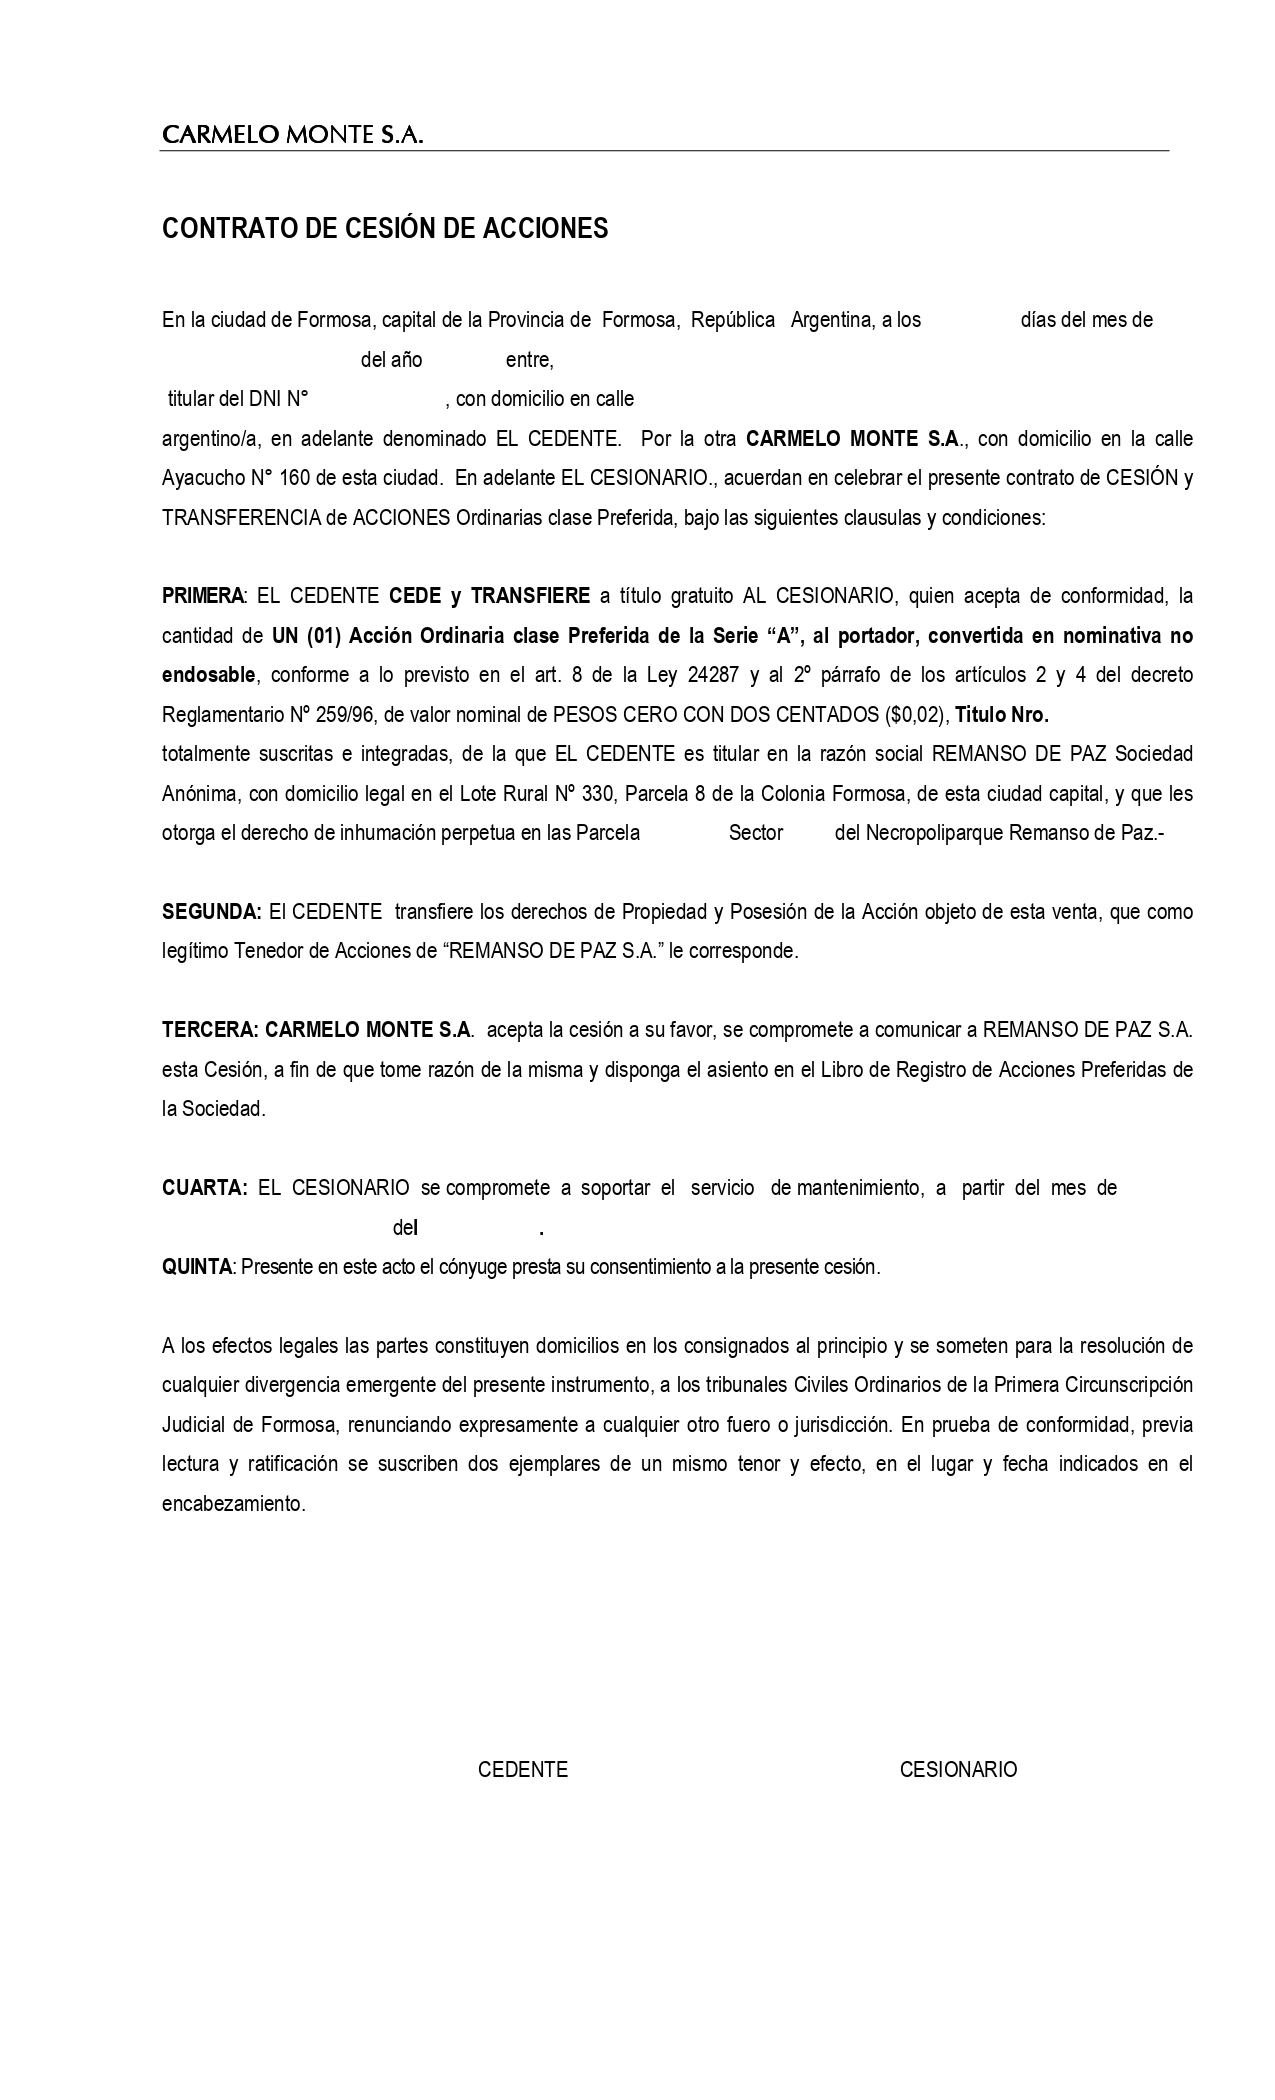 CARMELO MONTE S.A.
CONTRATO DE CESIÓN DE ACCIONES
En la ciudad de Formosa, capital de la Provincia de Formosa, República Argentina, a los días del mes de
del año entre,
titular del DNI N° , con domicilio en calle
argentino/a, en adelante denominado EL CEDENTE. Por la otra CARMELO MONTE S.A., con domicilio en la calle
Ayacucho N° 160 de esta ciudad. En adelante EL CESIONARIO., acuerdan en celebrar el presente contrato de CESIÓN y
TRANSFERENCIA de ACCIONES Ordinarias clase Preferida, bajo las siguientes clausulas y condiciones:
PRIMERA: EL CEDENTE CEDE y TRANSFIERE a título gratuito AL CESIONARIO, quien acepta de conformidad, la
cantidad de UN (01) Acción Ordinaria clase Preferida de la Serie “A”, al portador, convertida en nominativa no
endosable, conforme a lo previsto en el art. 8 de la Ley 24287 y al 2º párrafo de los artículos 2 y 4 del decreto
Reglamentario Nº 259/96, de valor nominal de PESOS CERO CON DOS CENTADOS ($0,02), Titulo Nro.
totalmente suscritas e integradas, de la que EL CEDENTE es titular en la razón social REMANSO DE PAZ Sociedad
Anónima, con domicilio legal en el Lote Rural Nº 330, Parcela 8 de la Colonia Formosa, de esta ciudad capital, y que les
otorga el derecho de inhumación perpetua en las Parcela Sector del Necropoliparque Remanso de Paz.-
SEGUNDA: El CEDENTE transfiere los derechos de Propiedad y Posesión de la Acción objeto de esta venta, que como
legítimo Tenedor de Acciones de “REMANSO DE PAZ S.A.” le corresponde.
TERCERA: CARMELO MONTE S.A. acepta la cesión a su favor, se compromete a comunicar a REMANSO DE PAZ S.A.
esta Cesión, a fin de que tome razón de la misma y disponga el asiento en el Libro de Registro de Acciones Preferidas de
la Sociedad.
CUARTA: EL CESIONARIO se compromete a soportar el servicio de mantenimiento, a partir del mes de
del .
QUINTA: Presente en este acto el cónyuge presta su consentimiento a la presente cesión.
A los efectos legales las partes constituyen domicilios en los consignados al principio y se someten para la resolución de
cualquier divergencia emergente del presente instrumento, a los tribunales Civiles Ordinarios de la Primera Circunscripción
Judicial de Formosa, renunciando expresamente a cualquier otro fuero o jurisdicción. En prueba de conformidad, previa
lectura y ratificación se suscriben dos ejemplares de un mismo tenor y efecto, en el lugar y fecha indicados en el
encabezamiento.
CEDENTE CESIONARIO